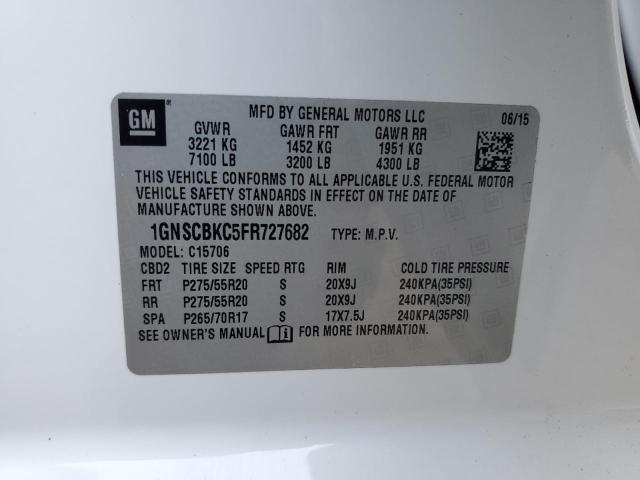 GM ® MFD BY GENERAL MOTORS LLC 06/15
GVWR GAWR FRT GAWR RR
3221 KG 1452 KG 1951 KG
7100 LB 3200 LB 4300 LB
THIS VEHICLE CONFORMS TO ALL APPLICABLE U.S. FEDERAL MOTOR
VEHICLE SAFETY STANDARDS IN EFFECT ON THE DATE OF
MANUFACTURE SHOWN ABOVE.
1GNSCBKC5FR727682 TYPE: M.P.V.
MODEL: C15706
CBD2 TIRE SIZE SPEED RTG RIM COLD TIRE PRESSURE
FRT P275/55R20 S 20X9J 240KPA(35PSI)
RR P275/55R20 S 20X9J 240KPA(35PSI)
SPA P265/70R17 S 17X7.5J 240KPA(35PSI)
SEE OWNER'S MANUAL FOR MORE INFORMATION.